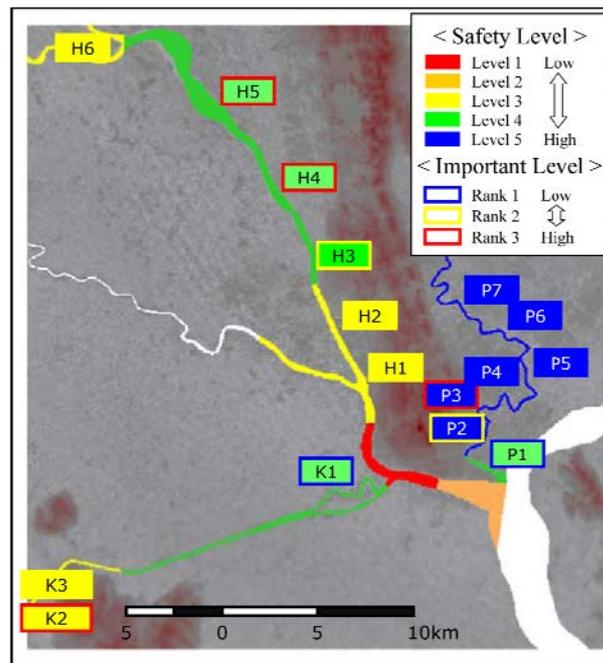 < Safety Level >
Level 1 Low
Level 2
Level 3
Level 4
Level 5 High
< Important Level >
Rank 1 Low
Rank 2
Rank 3 High
H6
H5
H4
H3
H2
H1
P7
P6
P5
P4
P3
P2
P1
K1
K3
K2
5 0 5 10km